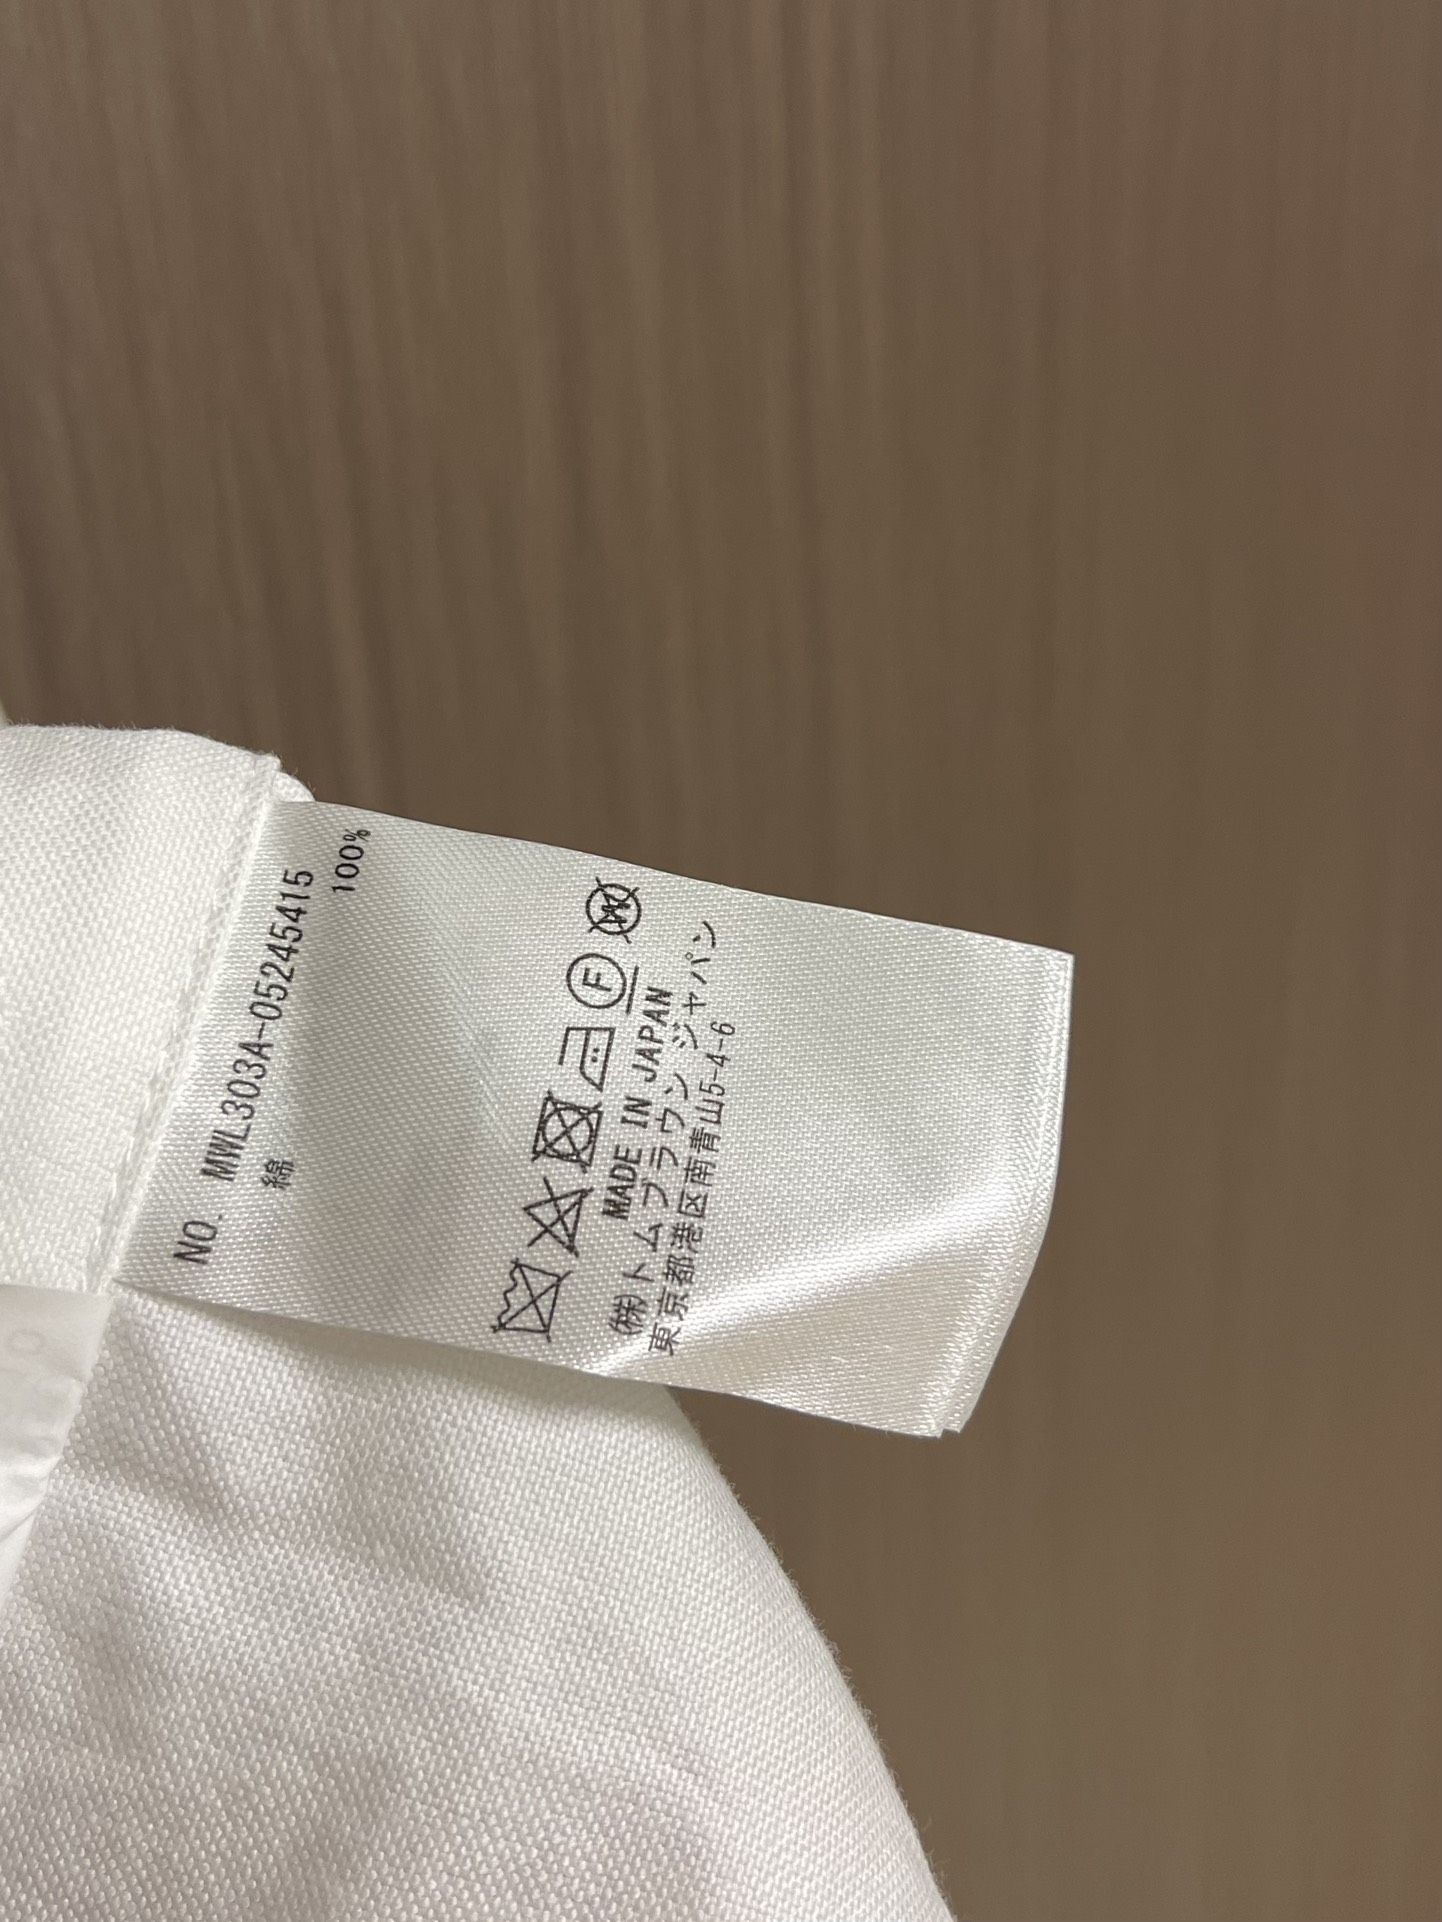 NO. MWL303A-05245415
綿 100%
F W
MADE IN JAPAN
㈱トムブラウン ジャパン
東京都港区南青山5-4-6